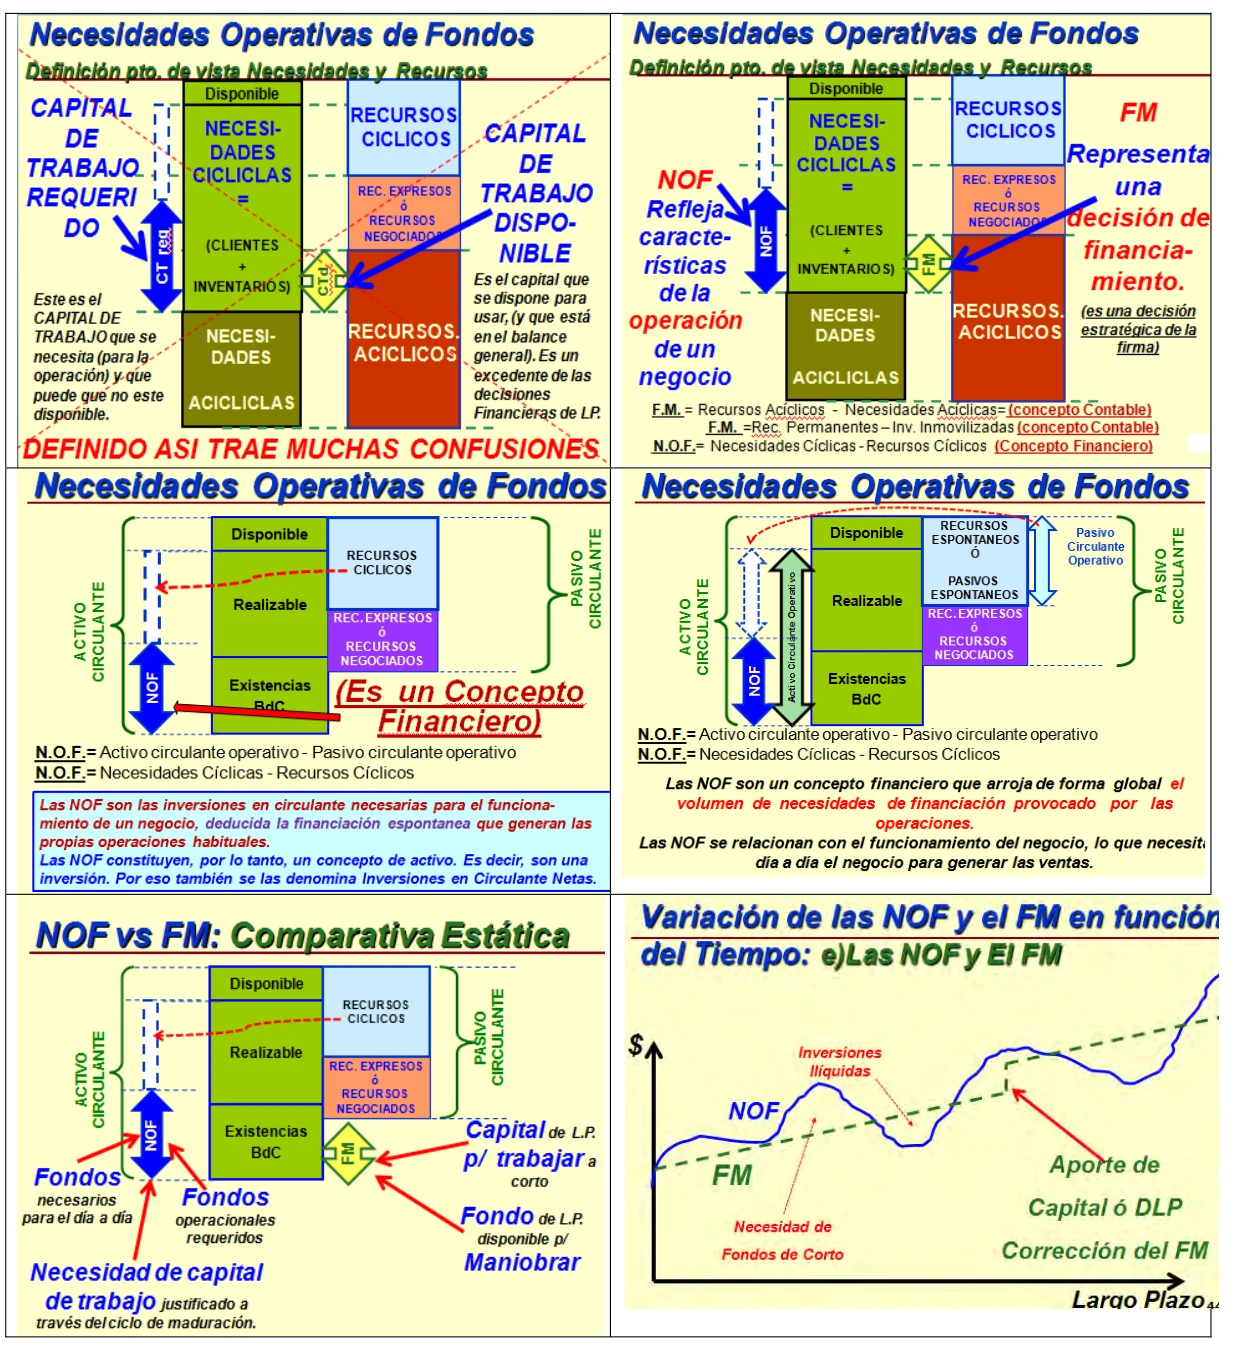 Necesidades Operativas de Fondos
Definición pto. de vista Necesidades y Recursos
CAPITAL
DE
TRABAJO
REQUERI
DO
Este es el
CAPITAL DE
TRABAJO que se
necesita (para la
operación) y que
puede que no este
disponible.
CT req
Disponible
NECESI-
DADES
CICLICLAS
=
(CLIENTES
+
INVENTARIOS)
NECESI-
DADES
ACICLICLAS
CTd
RECURSOS
CICLICOS
REC. EXPRESOS
ó
RECURSOS
NEGOCIADOS
RECURSOS.
ACICLICOS
CAPITAL
DE
TRABAJO
DISPO-
NIBLE
Es el capital que
se dispone para
usar, (y que está
en el balance
general). Es un
excedente de las
decisiones
Financieras de LP.
DEFINIDO ASI TRAE MUCHAS CONFUSIONES
Necesidades Operativas de Fondos
Definición pto. de vista Necesidades y Recursos
NOF
Refleja
caracte-
rísticas
de la
operación
de un
negocio
NOF
Disponible
NECESI-
DADES
CICLICLAS
=
(CLIENTES
+
INVENTARIOS)
NECESI-
DADES
ACICLICLAS
FM
RECURSOS
CICLICOS
REC. EXPRESOS
ó
RECURSOS
NEGOCIADOS
RECURSOS.
ACICLICOS
FM
Representa
una
decisión de
financia-
miento.
(es una decisión
estratégica de la
firma)
F.M. = Recursos Acíclicos - Necesidades Acíclicas= (concepto Contable)
F.M. =Rec. Permanentes – Inv. Inmovilizadas (concepto Contable)
N.O.F.= Necesidades Cíclicas - Recursos Cíclicos (Concepto Financiero)
Necesidades Operativas de Fondos
ACTIVO
CIRCULANTE
NOF
Disponible
Realizable
Existencias
BdC
RECURSOS
CICLICOS
REC. EXPRESOS
ó
RECURSOS
NEGOCIADOS
PASIVO
CIRCULANTE
(Es un Concepto
Financiero)
N.O.F.= Activo circulante operativo - Pasivo circulante operativo
N.O.F.= Necesidades Cíclicas - Recursos Cíclicos
Las NOF son las inversiones en circulante necesarias para el funciona-
miento de un negocio, deducida la financiación espontanea que generan las
propias operaciones habituales.
Las NOF constituyen, por lo tanto, un concepto de activo. Es decir, son una
inversión. Por eso también se las denomina Inversiones en Circulante Netas.
Necesidades Operativas de Fondos
ACTIVO
CIRCULANTE
NOF
Activo Circulante Operativo
Disponible
Realizable
Existencias
BdC
RECURSOS
ESPONTANEOS
Ó
PASIVOS
ESPONTANEOS
REC. EXPRESOS
ó
RECURSOS
NEGOCIADOS
Pasivo
Circulante
Operativo
PASIVO
CIRCULANTE
N.O.F.= Activo circulante operativo - Pasivo circulante operativo
N.O.F.= Necesidades Cíclicas - Recursos Cíclicos
Las NOF son un concepto financiero que arroja de forma global el
volumen de necesidades de financiación provocado por las
operaciones.
Las NOF se relacionan con el funcionamiento del negocio, lo que necesit
día a día el negocio para generar las ventas.
NOF vs FM: Comparativa Estática
ACTIVO
CIRCULANTE
NOF
Disponible
Realizable
Existencias
BdC
RECURSOS
CICLICOS
REC. EXPRESOS
ó
RECURSOS
NEGOCIADOS
FM
PASIVO
CIRCULANTE
Fondos
necesarios
para el día a día
Fondos
operacionales
requeridos
Necesidad de capital
de trabajo justificado a
través del ciclo de maduración.
Capital de L.P.
p/ trabajar a
corto
Fondo de L.P.
disponible p/
Maniobrar
Variación de las NOF y el FM en función
del Tiempo: e)Las NOF y El FM
$
NOF
FM
Inversiones
Ilíquidas
Necesidad de
Fondos de Corto
Aporte de
Capital ó DLP
Corrección del FM
Largo Plazo